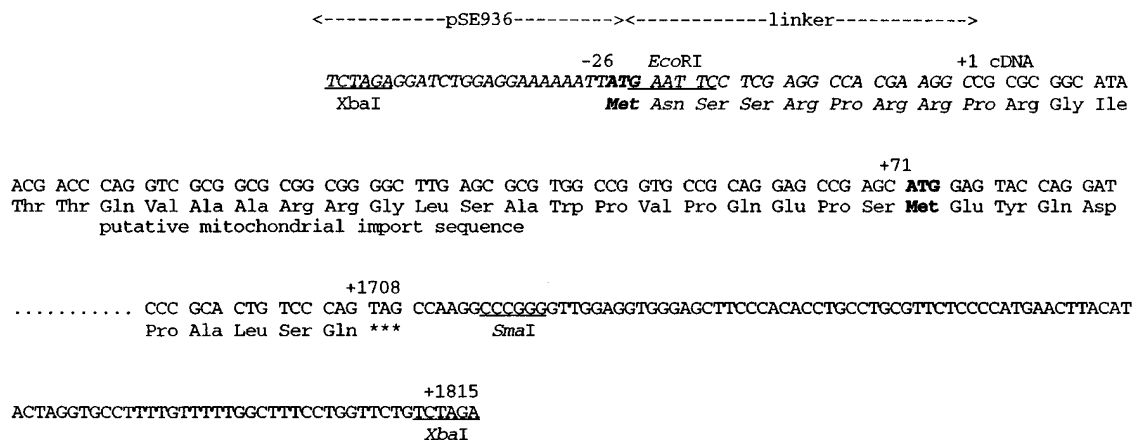 <-----------pSE936---------><------------linker------------>
-26 EcoRI +1 cDNA
TCTAGAGGATCTGGAGGAAAAAATTATG AAT TCC TCG AGG CCA CGA AGG CCG CGC GGC ATA
XbaI Met Asn Ser Ser Arg Pro Arg Arg Pro Arg Gly Ile
+71
ACG ACC CAG GTC GCG GCG CGG CGG GGC TTG AGC GCG TGG CCG GTG CCG CAG GAG CCG AGC ATG GAG TAC CAG GAT
Thr Thr Gln Val Ala Ala Arg Arg Gly Leu Ser Ala Trp Pro Val Pro Gln Glu Pro Ser Met Glu Tyr Gln Asp
putative mitochondrial import sequence
+1708
........... CCC GCA CTG TCC CAG TAG CCAAGGCCCGGGGTTGGAGGTGGGAGCTTCCCACACCTGCCTGCGTTCTCCCCATGAACTTACAT
Pro Ala Leu Ser Gln *** SmaI
+1815
ACTAGGTGCCTTTTGTTTTTGGCTTTCCTGGTTCTGTCTAGA
XbaI